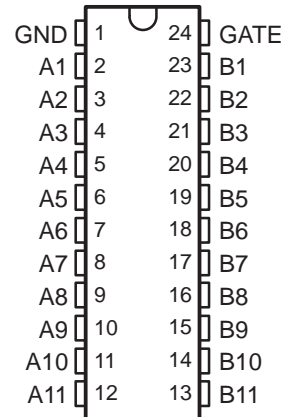 GND 1 24 GATE
A1 2 23 B1
A2 3 22 B2
A3 4 21 B3
A4 5 20 B4
A5 6 19 B5
A6 7 18 B6
A7 8 17 B7
A8 9 16 B8
A9 10 15 B9
A10 11 14 B10
A11 12 13 B11